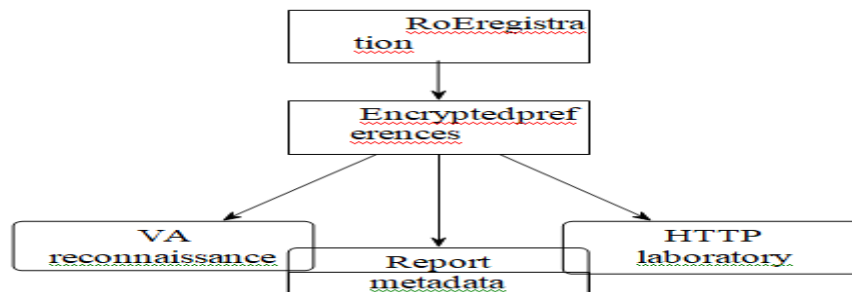 RoEregistra
tion
Encryptedpref
erences
VA
reconnaissance
Report
metadata
HTTP
laboratory